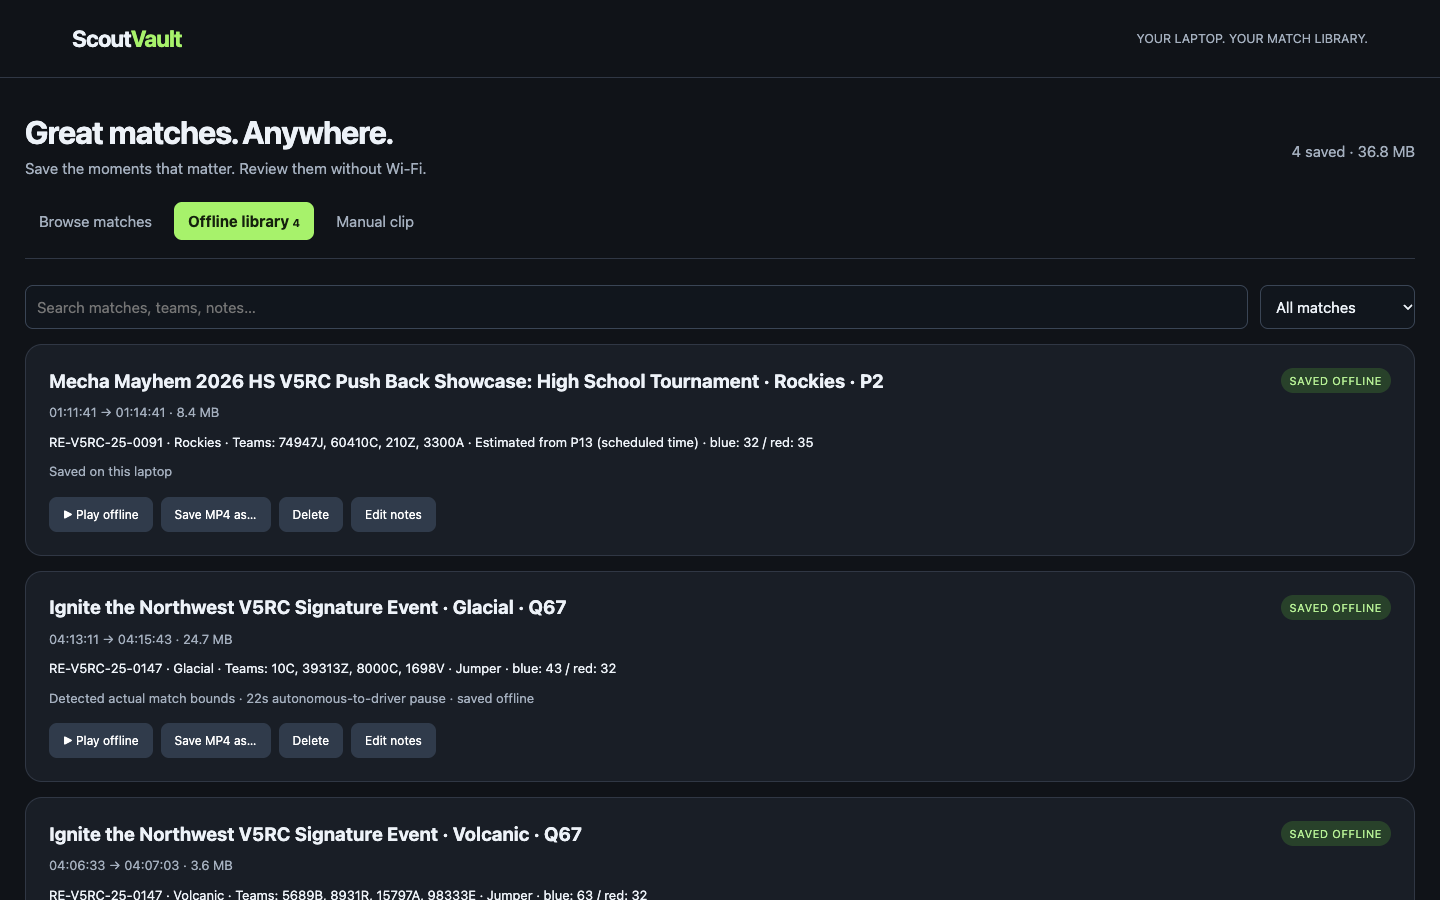 ScoutVault
YOUR LAPTOP. YOUR MATCH LIBRARY.
Great matches. Anywhere.
Save the moments that matter. Review them without Wi-Fi.
4 saved · 36.8 MB
Browse matches
Offline library 4
Manual clip
Search matches, teams, notes...
All matches
Mecha Mayhem 2026 HS V5RC Push Back Showcase: High School Tournament · Rockies · P2
SAVED OFFLINE
01:11:41 → 01:14:41 · 8.4 MB
RE-V5RC-25-0091 · Rockies · Teams: 74947J, 60410C, 210Z, 3300A · Estimated from P13 (scheduled time) · blue: 32 / red: 35
Saved on this laptop
▶ Play offline
Save MP4 as...
Delete
Edit notes
Ignite the Northwest V5RC Signature Event · Glacial · Q67
SAVED OFFLINE
04:13:11 → 04:15:43 · 24.7 MB
RE-V5RC-25-0147 · Glacial · Teams: 10C, 39313Z, 8000C, 1698V · Jumper · blue: 43 / red: 32
Detected actual match bounds · 22s autonomous-to-driver pause · saved offline
▶ Play offline
Save MP4 as...
Delete
Edit notes
Ignite the Northwest V5RC Signature Event · Volcanic · Q67
SAVED OFFLINE
04:06:33 → 04:07:03 · 3.6 MB
RE-V5RC-25-0147 · Volcanic · Teams: 5689B, 8931R, 15797A, 98333E · Jumper · blue: 63 / red: 32